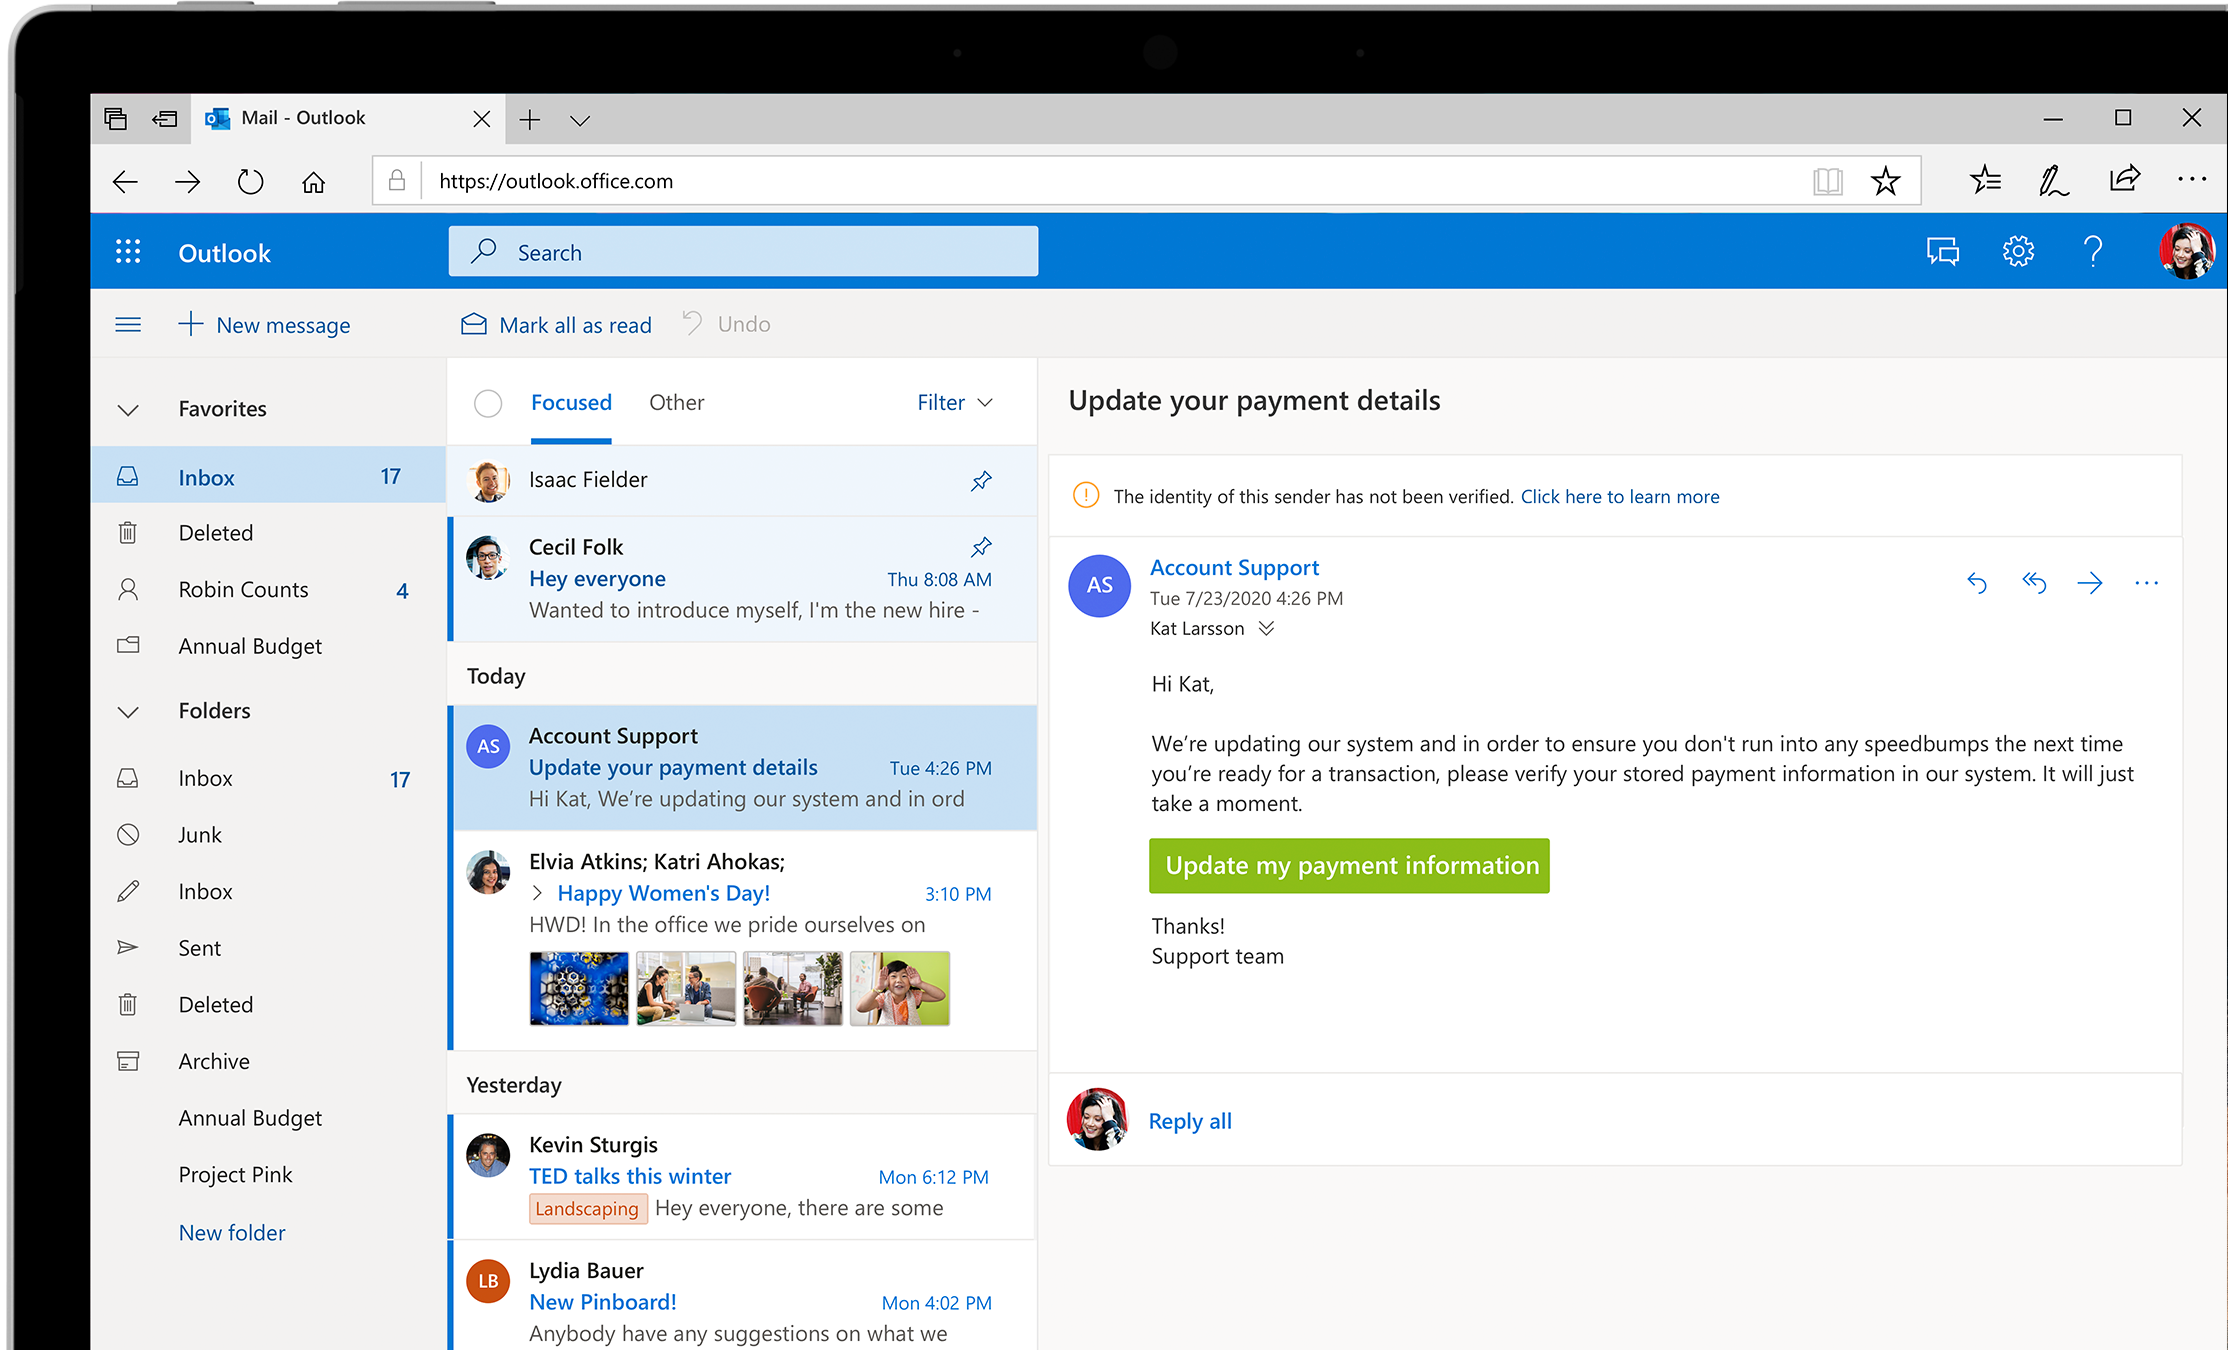 Mail - Outlook
https://outlook.office.com
Outlook
Search
New message
Mark all as read
Undo
Favorites
Inbox 17
Deleted
Robin Counts 4
Annual Budget
Folders
Inbox 17
Junk
Inbox
Sent
Deleted
Archive
Annual Budget
Project Pink
New folder
Focused Other Filter
Isaac Fielder
Cecil Folk
Hey everyone Thu 8:08 AM
Wanted to introduce myself, I'm the new hire -
Today
AS
Account Support
Update your payment details Tue 4:26 PM
Hi Kat, We’re updating our system and in ord
Elvia Atkins; Katri Ahokas;
> Happy Women's Day! 3:10 PM
HWD! In the office we pride ourselves on
Yesterday
Kevin Sturgis
TED talks this winter Mon 6:12 PM
Landscaping Hey everyone, there are some
LB
Lydia Bauer
New Pinboard! Mon 4:02 PM
Anybody have any suggestions on what we
Update your payment details
The identity of this sender has not been verified. Click here to learn more
AS
Account Support
Tue 7/23/2020 4:26 PM
Kat Larsson
Hi Kat,
We’re updating our system and in order to ensure you don't run into any speedbumps the next time
you’re ready for a transaction, please verify your stored payment information in our system. It will just
take a moment.
Update my payment information
Thanks!
Support team
Reply all